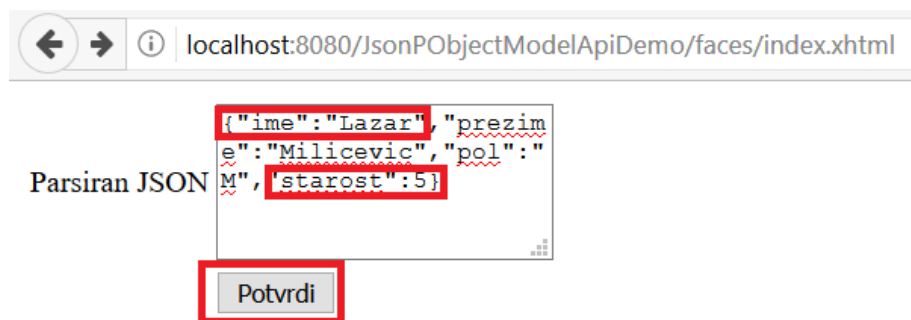 localhost:8080/JsonPObjectModelApiDemo/faces/index.xhtml
{"ime":"Lazar","prezim
e":"Milicevic","pol":"
Parsiran JSON M","starost":5}
Potvrdi